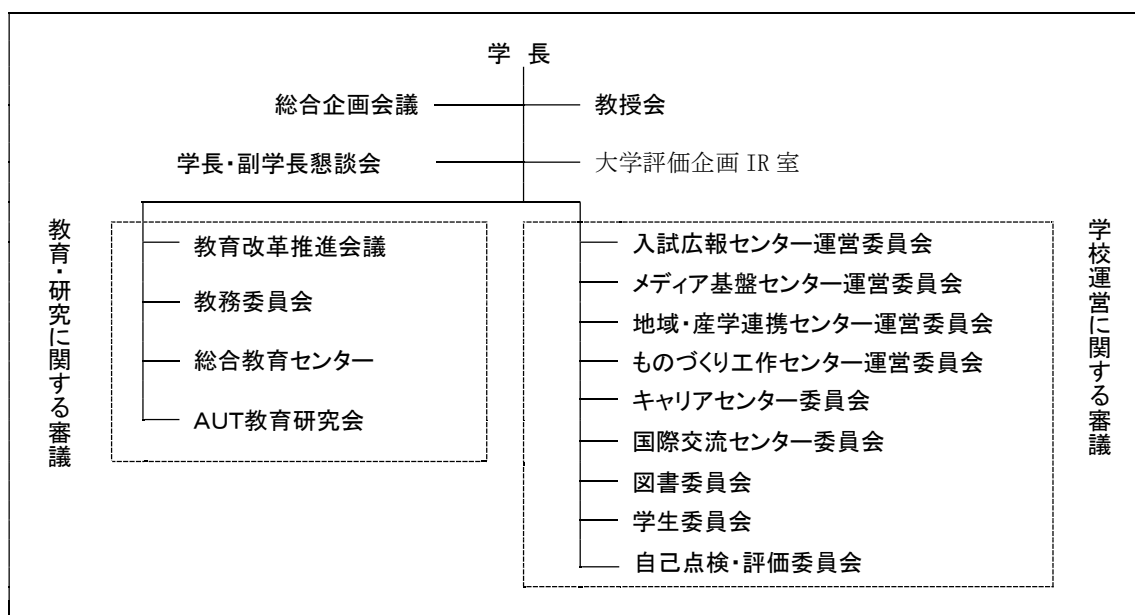 学 長
総合企画会議
教授会
学長・副学長懇談会
大学評価企画 IR 室
教育・研究に関する審議
教育改革推進会議
教務委員会
総合教育センター
AUT教育研究会
入試広報センター運営委員会
メディア基盤センター運営委員会
地域・産学連携センター運営委員会
ものづくり工作センター運営委員会
キャリアセンター委員会
国際交流センター委員会
図書委員会
学生委員会
自己点検・評価委員会
学校運営に関する審議